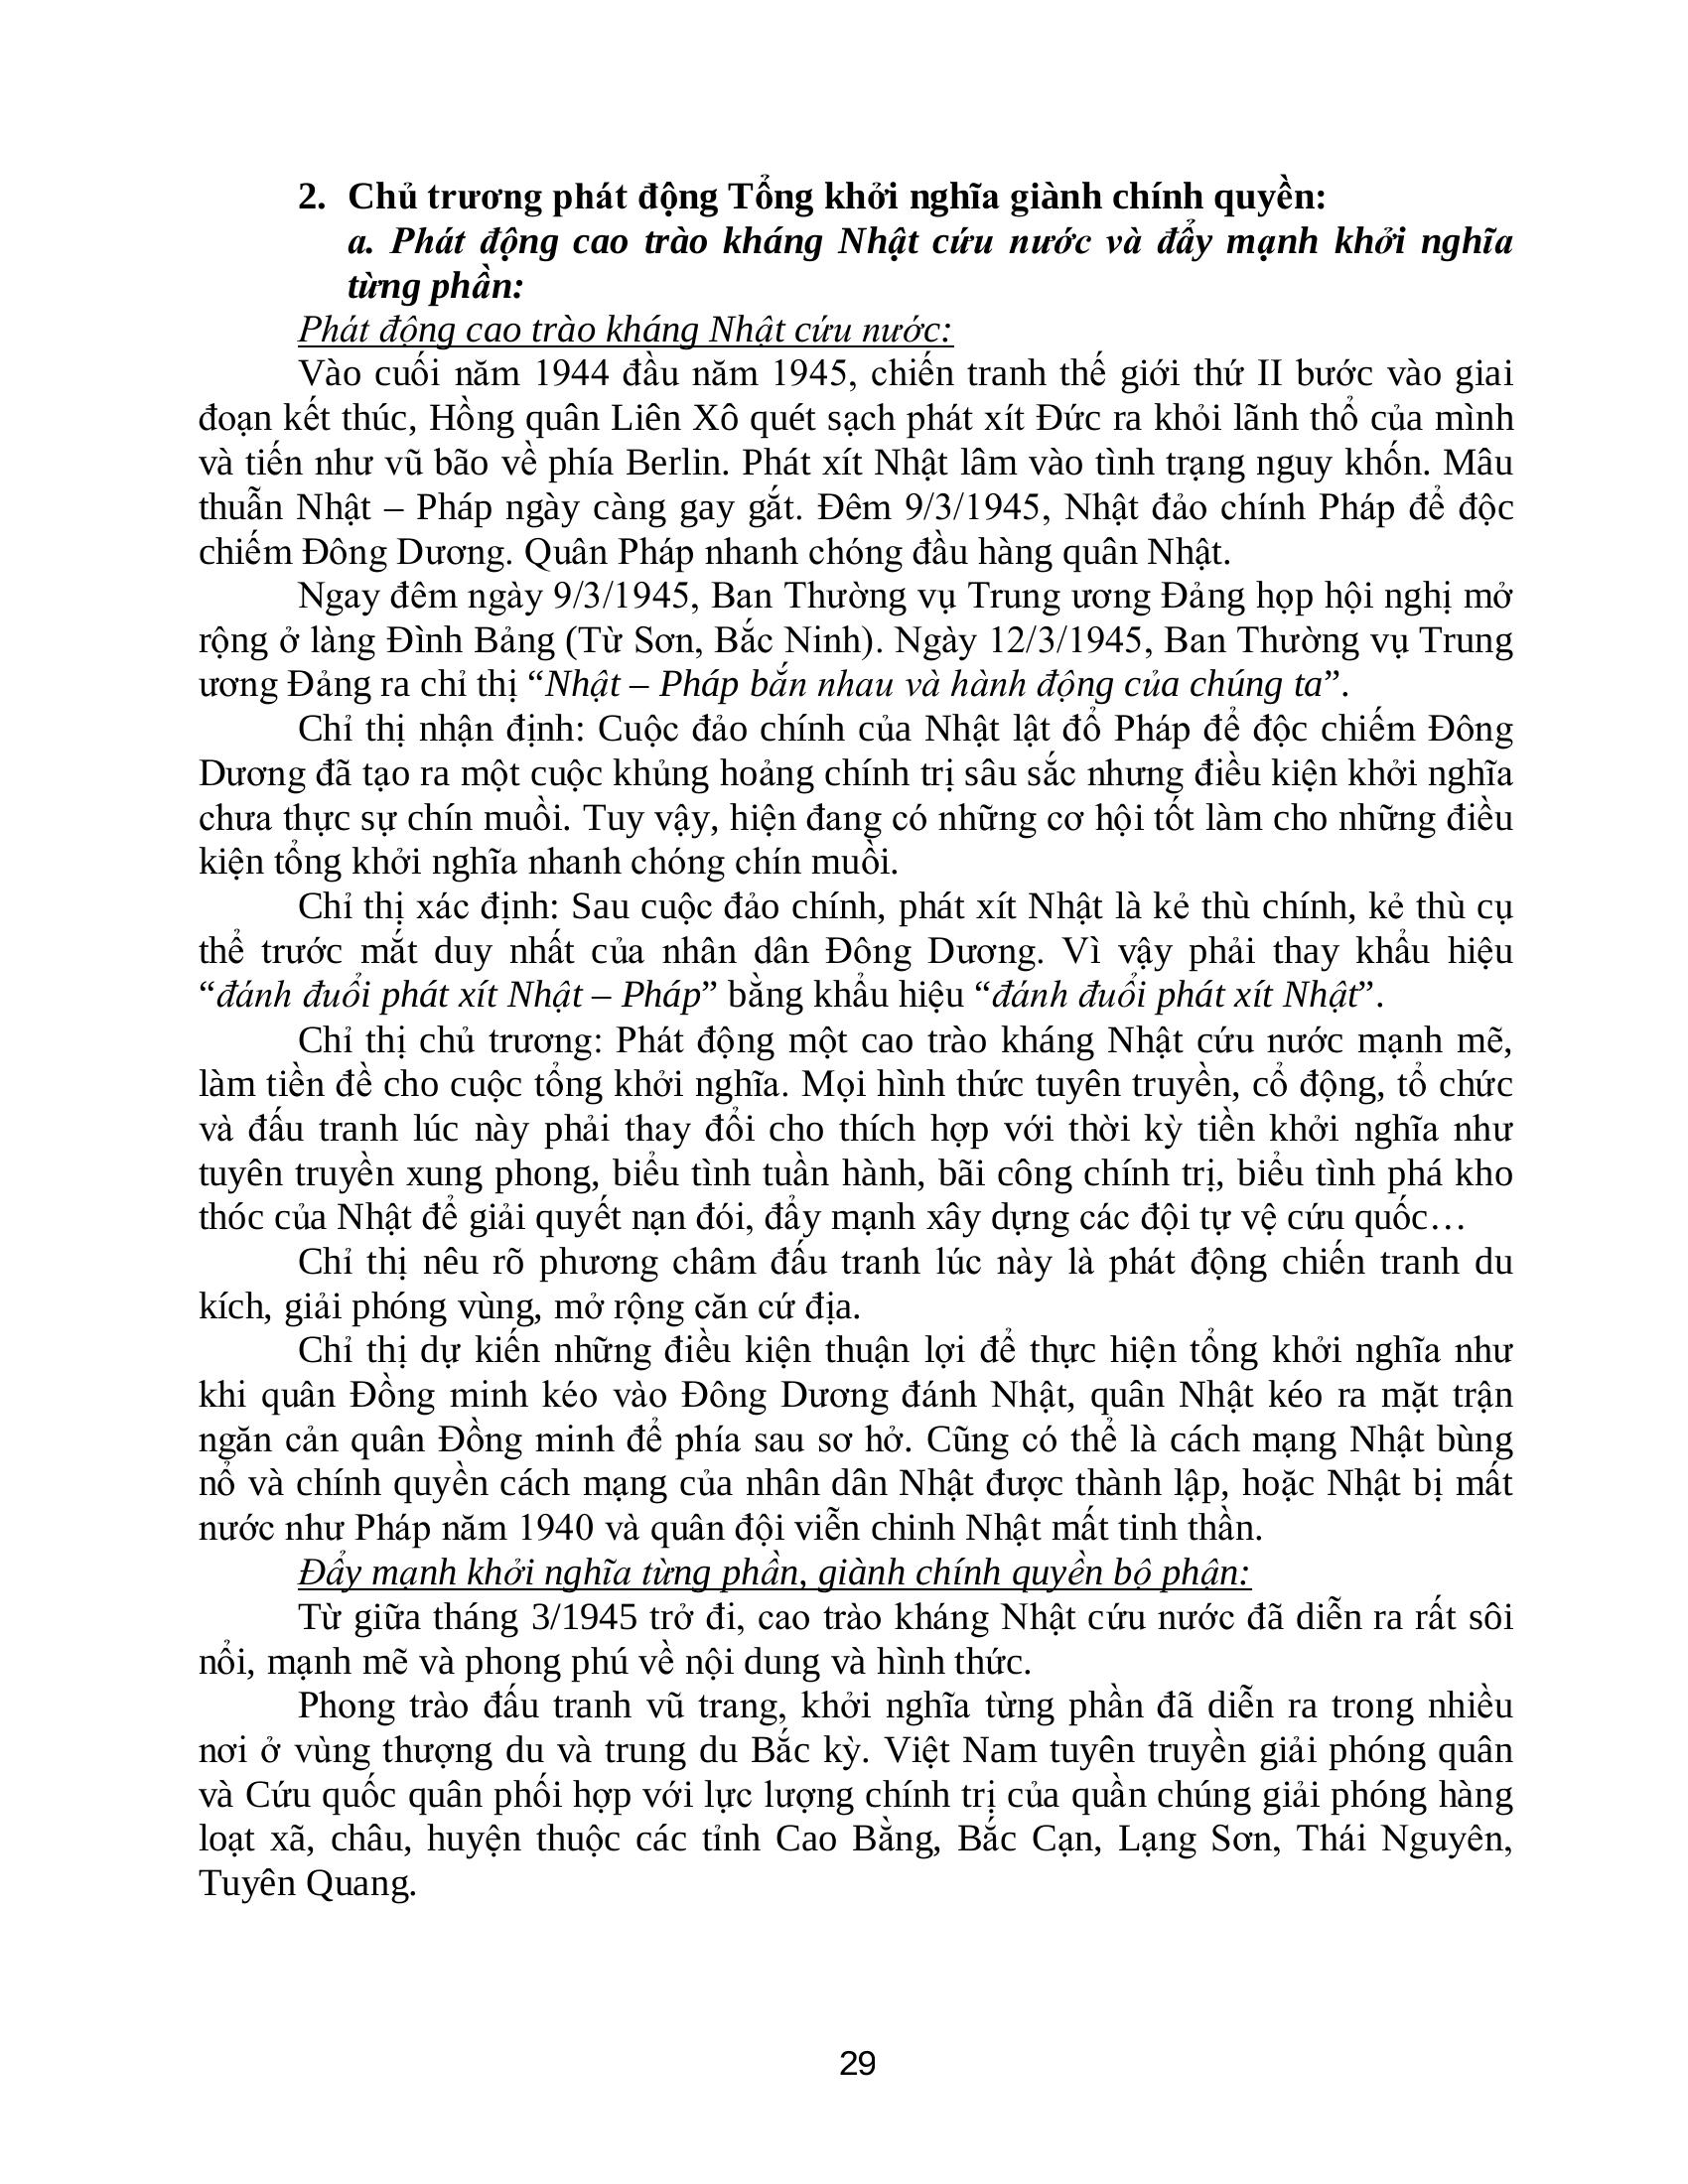 2. Chủ trương phát động Tổng khởi nghĩa giành chính quyền:
a. Phát động cao trào kháng Nhật cứu nước và đẩy mạnh khởi nghĩa
từng phần:
Phát động cao trào kháng Nhật cứu nước:
Vào cuối năm 1944 đầu năm 1945, chiến tranh thế giới thứ II bước vào giai
đoạn kết thúc, Hồng quân Liên Xô quét sạch phát xít Đức ra khỏi lãnh thổ của mình
và tiến như vũ bão về phía Berlin. Phát xít Nhật lâm vào tình trạng nguy khốn. Mâu
thuẫn Nhật – Pháp ngày càng gay gắt. Đêm 9/3/1945, Nhật đảo chính Pháp để độc
chiếm Đông Dương. Quân Pháp nhanh chóng đầu hàng quân Nhật.
Ngay đêm ngày 9/3/1945, Ban Thường vụ Trung ương Đảng họp hội nghị mở
rộng ở làng Đình Bảng (Từ Sơn, Bắc Ninh). Ngày 12/3/1945, Ban Thường vụ Trung
ương Đảng ra chỉ thị “Nhật – Pháp bắn nhau và hành động của chúng ta”.
Chỉ thị nhận định: Cuộc đảo chính của Nhật lật đổ Pháp để độc chiếm Đông
Dương đã tạo ra một cuộc khủng hoảng chính trị sâu sắc nhưng điều kiện khởi nghĩa
chưa thực sự chín muồi. Tuy vậy, hiện đang có những cơ hội tốt làm cho những điều
kiện tổng khởi nghĩa nhanh chóng chín muồi.
Chỉ thị xác định: Sau cuộc đảo chính, phát xít Nhật là kẻ thù chính, kẻ thù cụ
thể trước mắt duy nhất của nhân dân Đông Dương. Vì vậy phải thay khẩu hiệu
“đánh đuổi phát xít Nhật – Pháp” bằng khẩu hiệu “đánh đuổi phát xít Nhật”.
Chỉ thị chủ trương: Phát động một cao trào kháng Nhật cứu nước mạnh mẽ,
làm tiền đề cho cuộc tổng khởi nghĩa. Mọi hình thức tuyên truyền, cổ động, tổ chức
và đấu tranh lúc này phải thay đổi cho thích hợp với thời kỳ tiền khởi nghĩa như
tuyên truyền xung phong, biểu tình tuần hành, bãi công chính trị, biểu tình phá kho
thóc của Nhật để giải quyết nạn đói, đẩy mạnh xây dựng các đội tự vệ cứu quốc…
Chỉ thị nêu rõ phương châm đấu tranh lúc này là phát động chiến tranh du
kích, giải phóng vùng, mở rộng căn cứ địa.
Chỉ thị dự kiến những điều kiện thuận lợi để thực hiện tổng khởi nghĩa như
khi quân Đồng minh kéo vào Đông Dương đánh Nhật, quân Nhật kéo ra mặt trận
ngăn cản quân Đồng minh để phía sau sơ hở. Cũng có thể là cách mạng Nhật bùng
nổ và chính quyền cách mạng của nhân dân Nhật được thành lập, hoặc Nhật bị mất
nước như Pháp năm 1940 và quân đội viễn chinh Nhật mất tinh thần.
Đẩy mạnh khởi nghĩa từng phần, giành chính quyền bộ phận:
Từ giữa tháng 3/1945 trở đi, cao trào kháng Nhật cứu nước đã diễn ra rất sôi
nổi, mạnh mẽ và phong phú về nội dung và hình thức.
Phong trào đấu tranh vũ trang, khởi nghĩa từng phần đã diễn ra trong nhiều
nơi ở vùng thượng du và trung du Bắc kỳ. Việt Nam tuyên truyền giải phóng quân
và Cứu quốc quân phối hợp với lực lượng chính trị của quần chúng giải phóng hàng
loạt xã, châu, huyện thuộc các tỉnh Cao Bằng, Bắc Cạn, Lạng Sơn, Thái Nguyên,
Tuyên Quang.
29